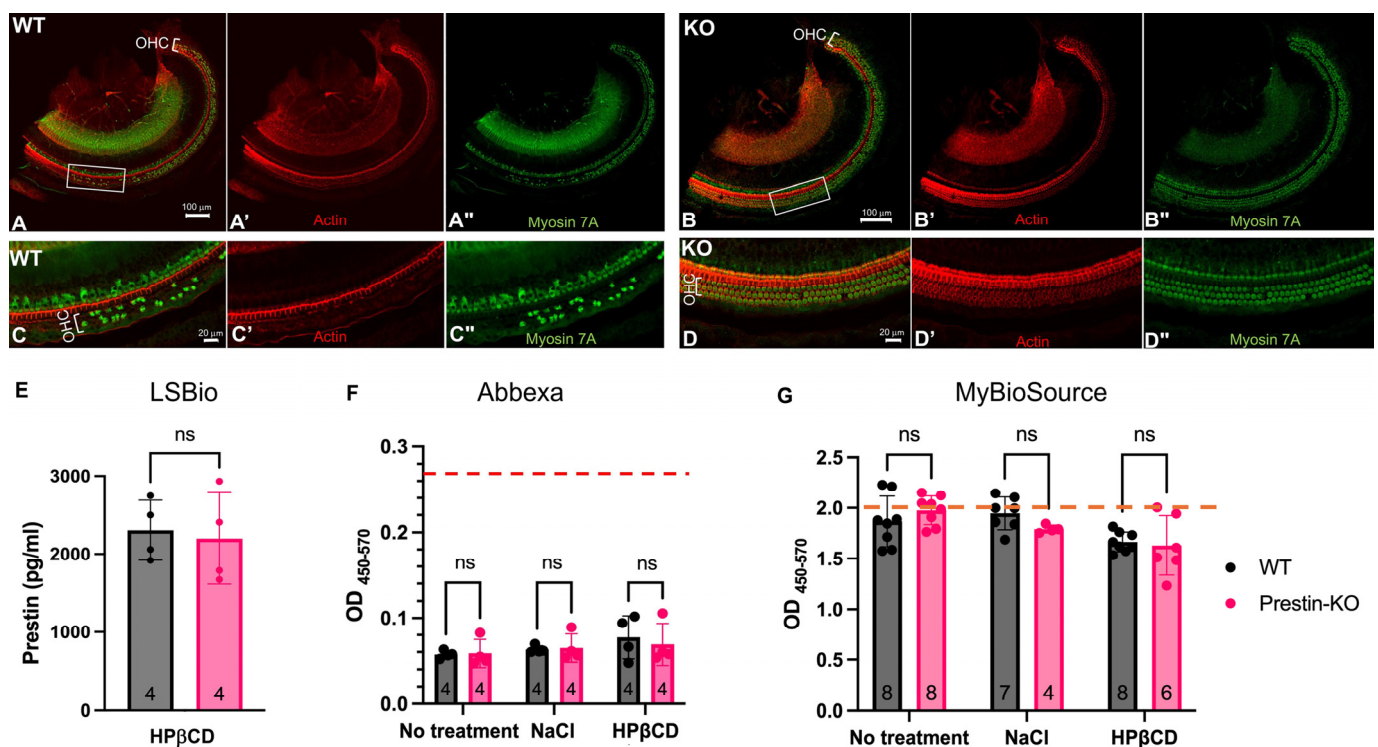 WT
OHC
A
100 µm
Actin
A'
Myosin 7A
A"
KO
OHC
B
100 µm
Actin
B'
Myosin 7A
B"
WT
OHC
C
20 µm
Actin
C'
Myosin 7A
C"
KO
OHC
D
20 µm
Actin
D'
Myosin 7A
D"
E
LSBio
ns
Prestin (pg/ml)
3000
2000
1000
0
4
4
HPβCD
F
Abbexa
OD 450-570
0.3
0.2
0.1
0.0
ns
ns
ns
4
4
4
4
4
4
No treatment
NaCl
HPβCD
G
MyBioSource
OD 450-570
2.5
2.0
1.5
1.0
0.5
0.0
ns
ns
ns
8
8
7
4
8
6
No treatment
NaCl
HPβCD
WT
Prestin-KO